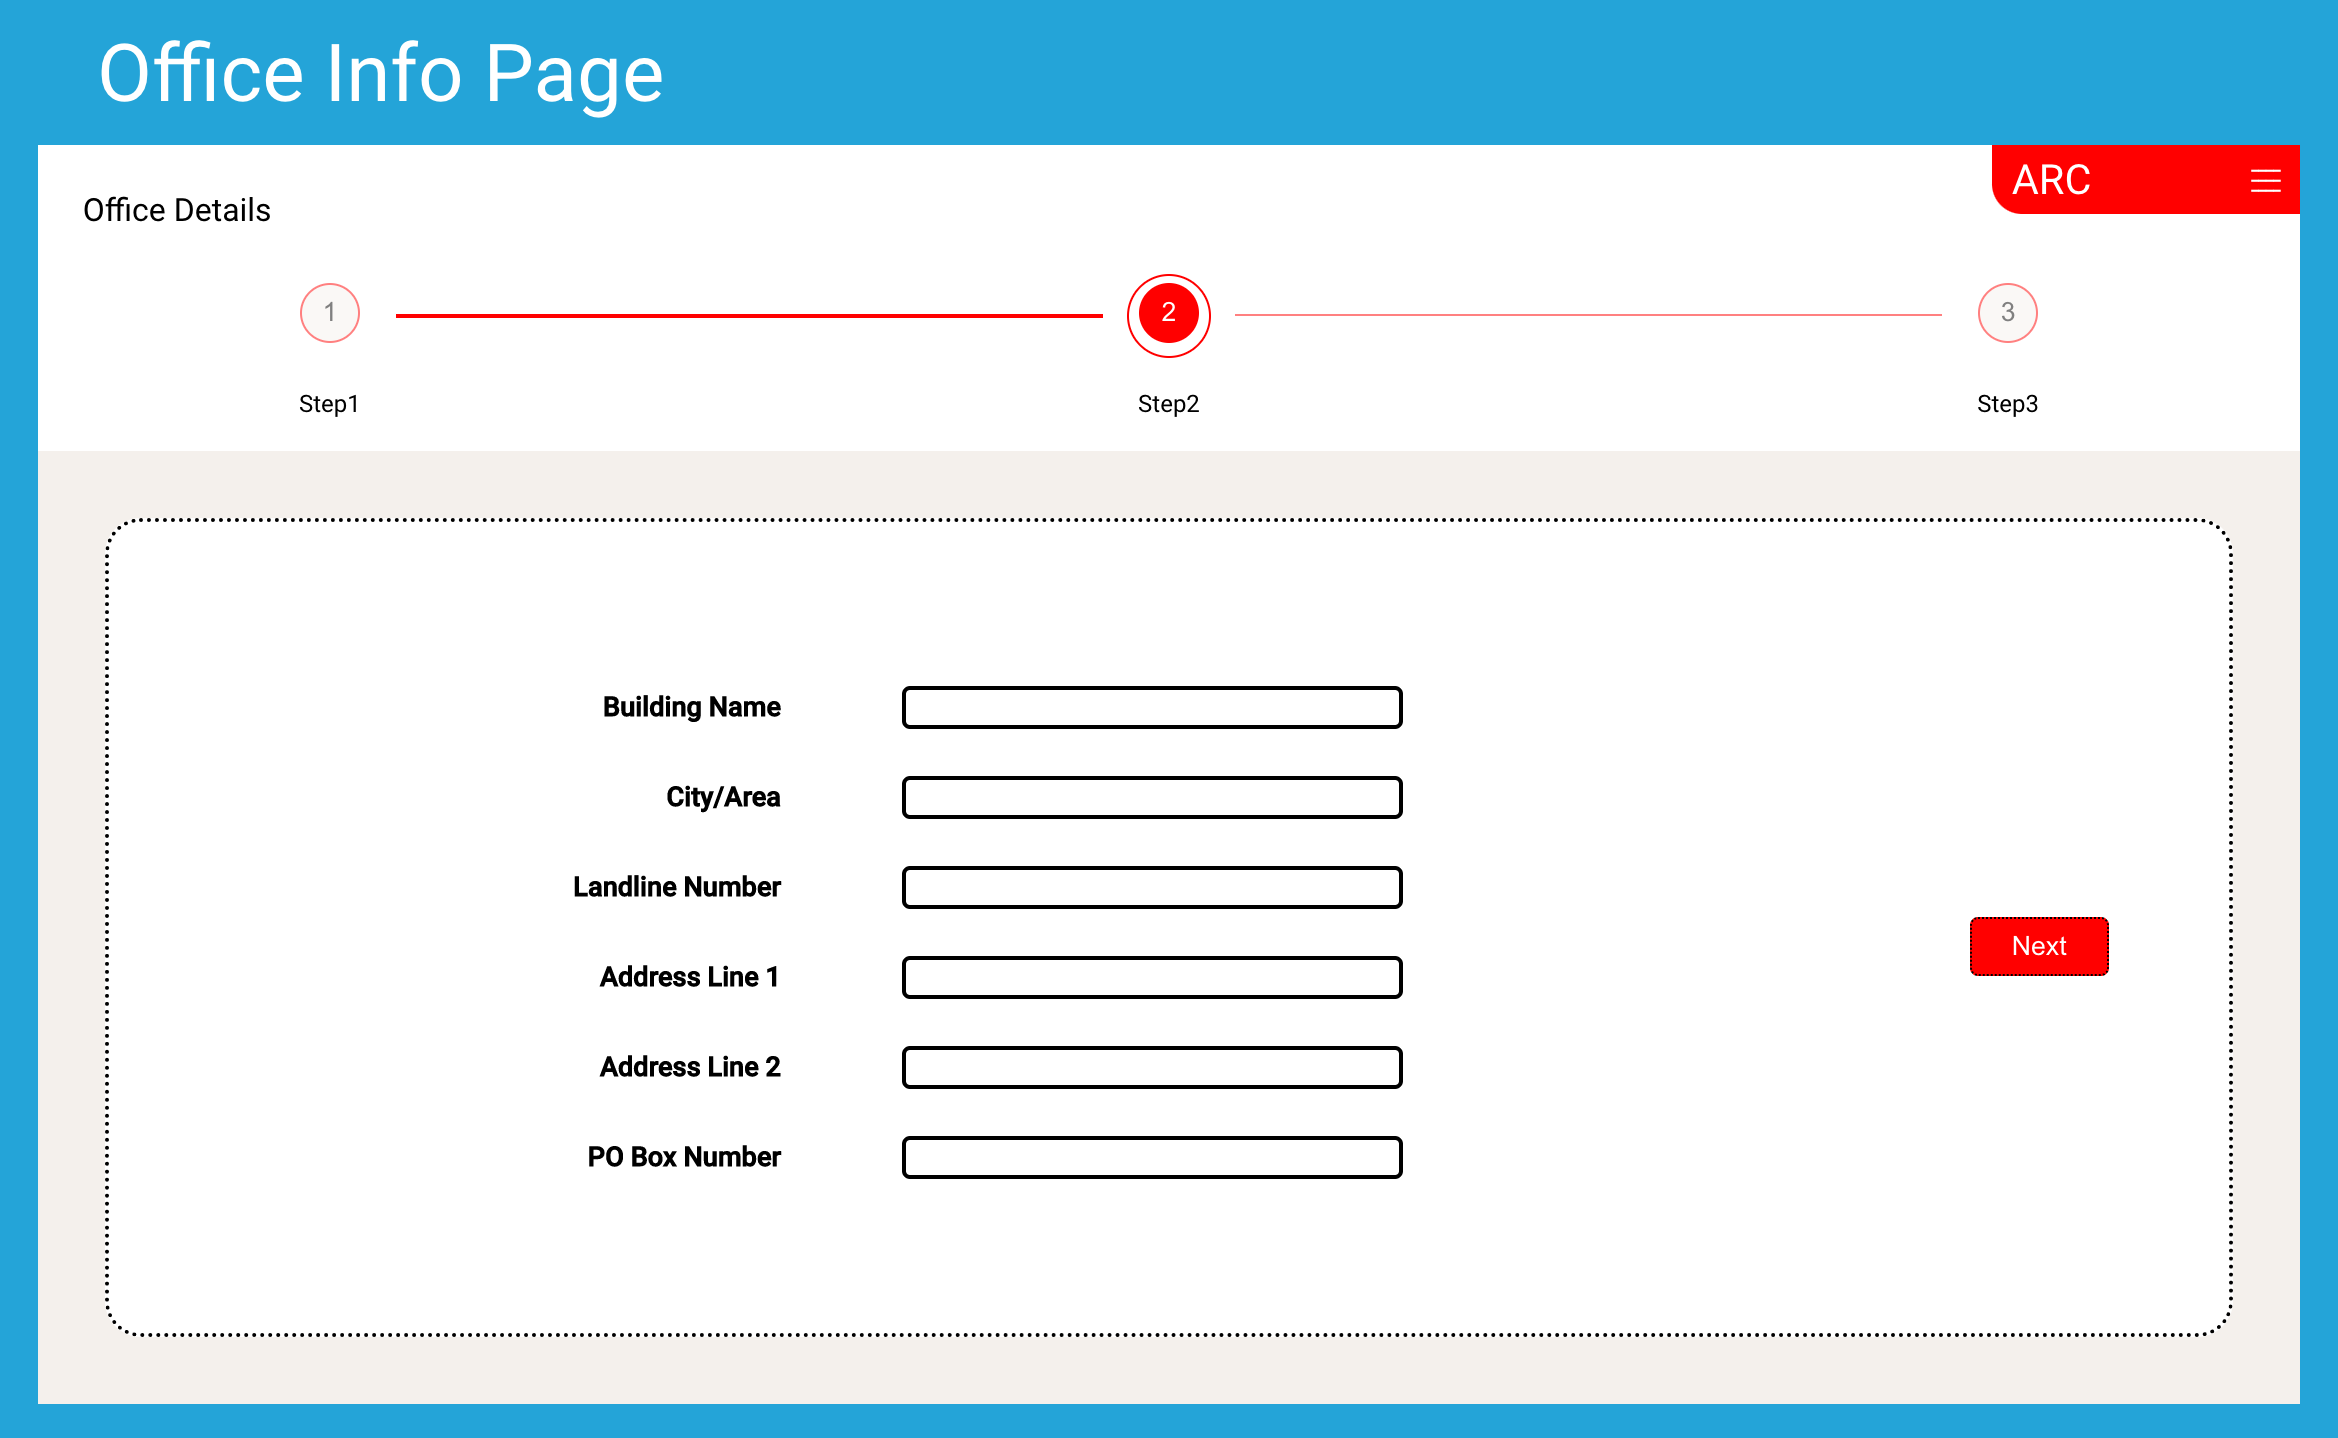 Office Info Page
ARC
Office Details
1
2
3
Step1
Step2
Step3
Building Name
City/Area
Landline Number
Next
Address Line 1
Address Line 2
PO Box Number